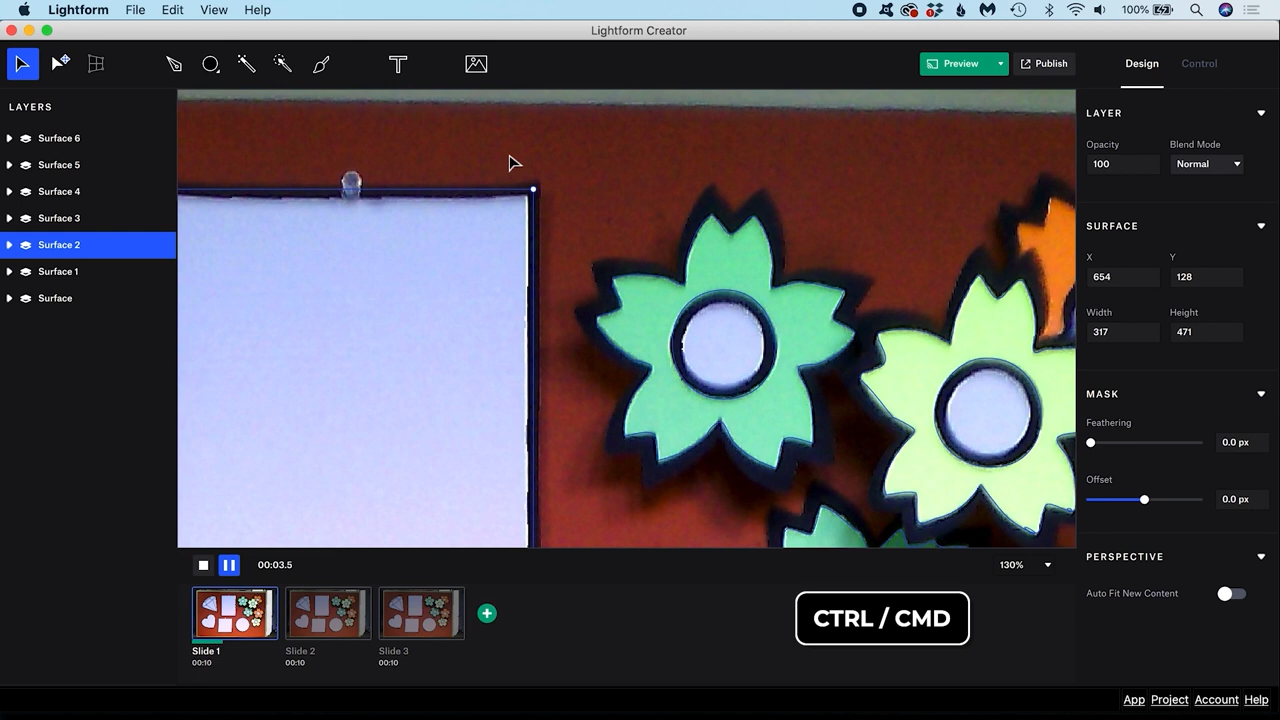 Lightform File Edit View Help
100%
Lightform Creator
Preview
Publish
Design
Control
LAYERS
Surface 6
Surface 5
Surface 4
Surface 3
Surface 2
Surface 1
Surface
LAYER
Opacity Blend Mode
100 Normal
SURFACE
X Y
654 128
Width Height
317 471
MASK
Feathering
0.0 px
Offset
0.0 px
PERSPECTIVE
Auto Fit New Content
00:03.5
130%
CTRL / CMD
Slide 1 Slide 2 Slide 3
00:10 00:10 00:10
App Project Account Help